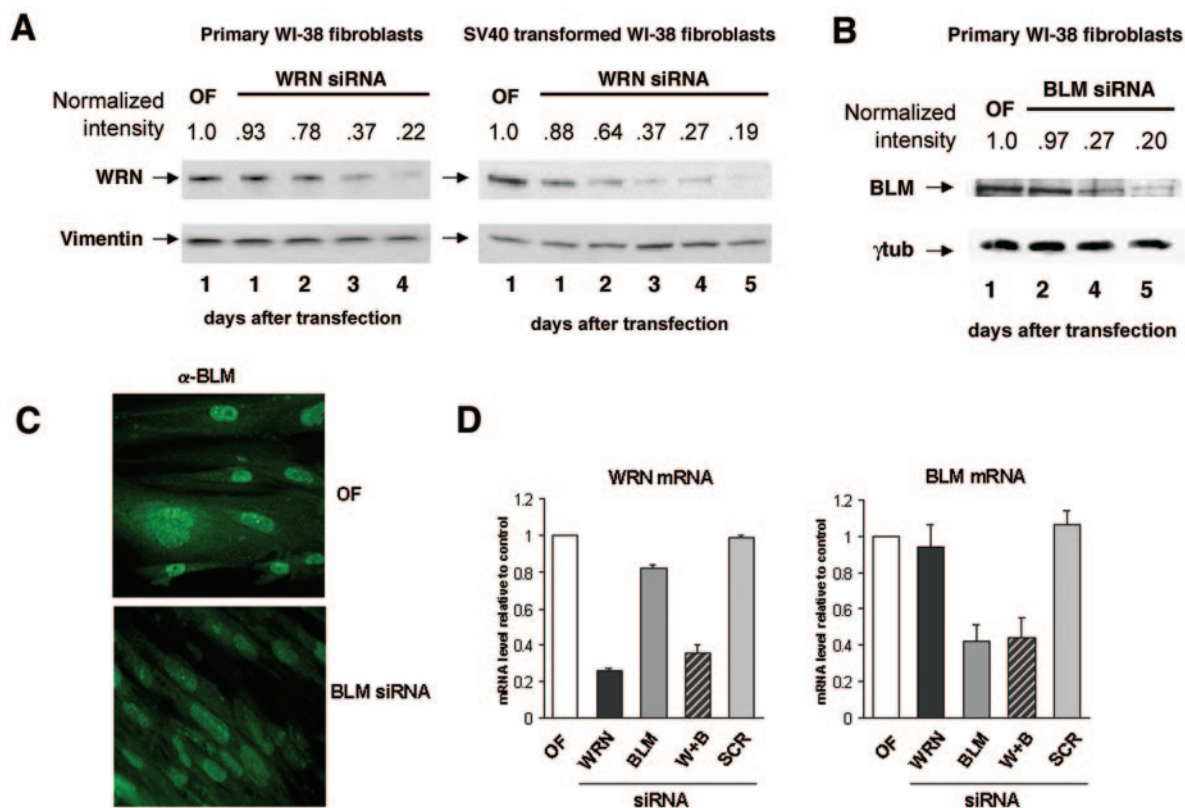 A
Primary WI-38 fibroblasts
SV40 transformed WI-38 fibroblasts
OF
WRN siRNA
OF
WRN siRNA
Normalized
intensity
1.0 .93 .78 .37 .22
1.0 .88 .64 .37 .27 .19
WRN
Vimentin
1 1 2 3 4
1 1 2 3 4 5
days after transfection
days after transfection
B
Primary WI-38 fibroblasts
OF
BLM siRNA
Normalized
intensity
1.0 .97 .27 .20
BLM
γtub
1 2 4 5
days after transfection
C
α-BLM
OF
BLM siRNA
D
WRN mRNA
mRNA level relative to control
1.2
1
0.8
0.6
0.4
0.2
0
OF WRN BLM W+B SCR
siRNA
BLM mRNA
mRNA level relative to control
1.2
1
0.8
0.6
0.4
0.2
0
OF WRN BLM W+B SCR
siRNA